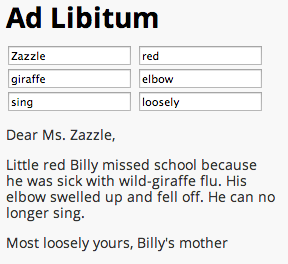 Ad Libitum
Zazzle red
giraffe elbow
sing loosely
Dear Ms. Zazzle,
Little red Billy missed school because
he was sick with wild-giraffe flu. His
elbow swelled up and fell off. He can no
longer sing.
Most loosely yours, Billy's mother